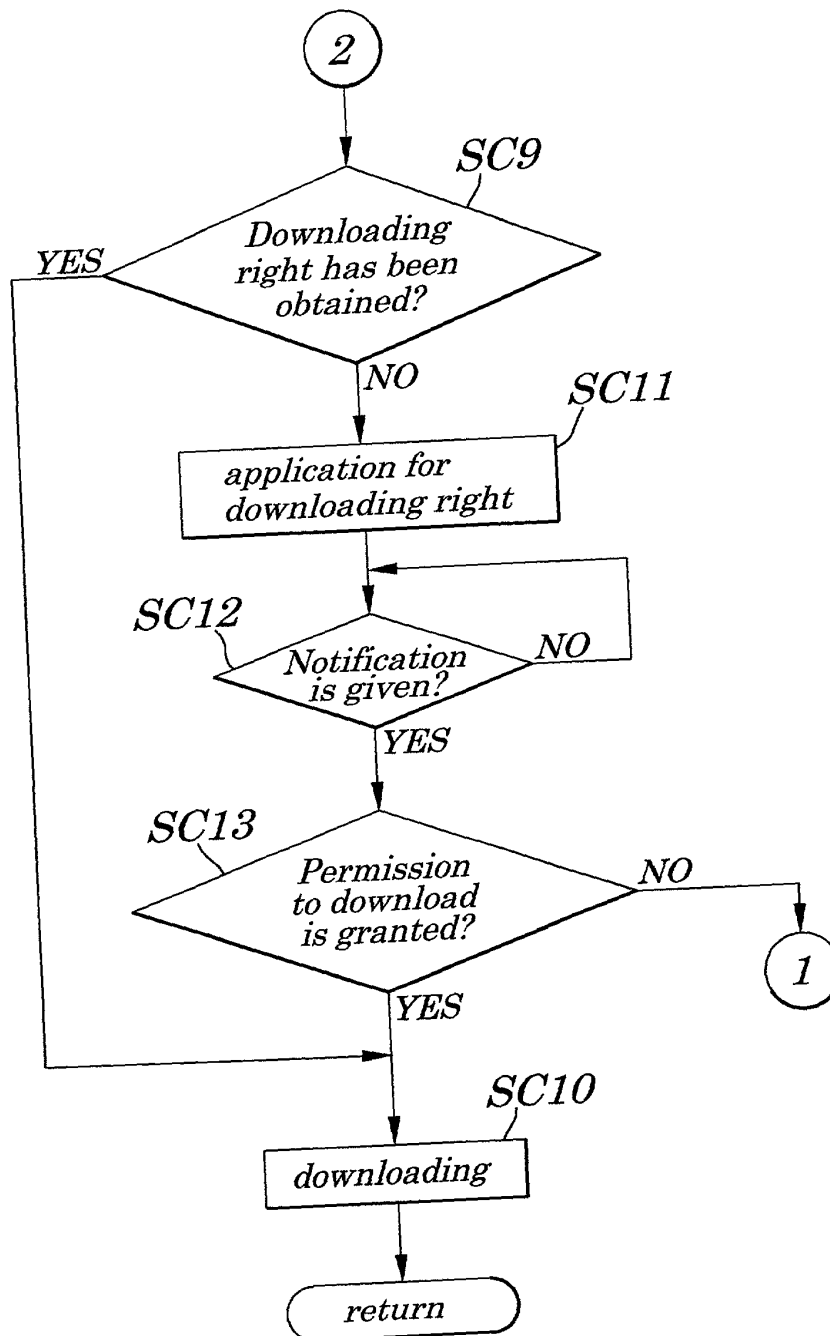 2
SC9
Downloading
right has been
obtained?
YES
NO
SC11
application for
downloading right
SC12
Notification
is given?
NO
YES
SC13
Permission
to download
is granted?
NO
1
YES
SC10
downloading
return